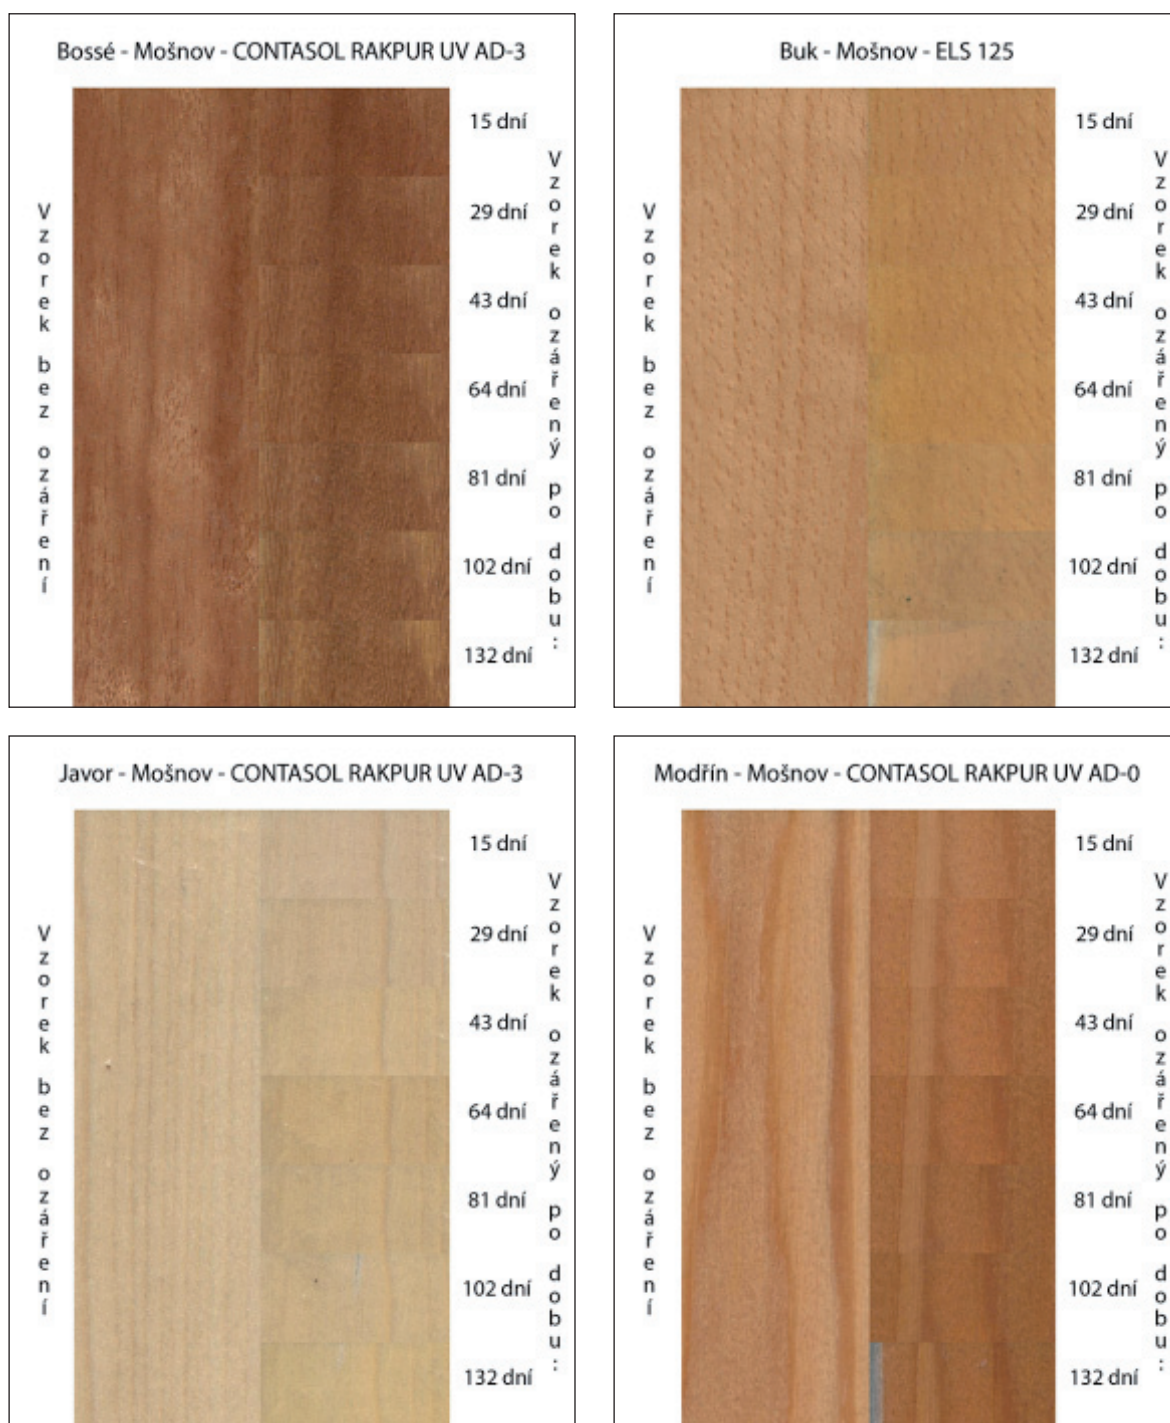 Bossé - Mošnov - CONTASOL RAKPUR UV AD-3
Vzorek bez ozáření
15 dní
29 dní
43 dní
64 dní
81 dní
102 dní
132 dní
Vzorek ozářený po dobu:
Buk - Mošnov - ELS 125
Vzorek bez ozáření
15 dní
29 dní
43 dní
64 dní
81 dní
102 dní
132 dní
Vzorek ozářený po dobu:
Javor - Mošnov - CONTASOL RAKPUR UV AD-3
Vzorek bez ozáření
15 dní
29 dní
43 dní
64 dní
81 dní
102 dní
132 dní
Vzorek ozářený po dobu:
Modřín - Mošnov - CONTASOL RAKPUR UV AD-0
Vzorek bez ozáření
15 dní
29 dní
43 dní
64 dní
81 dní
102 dní
132 dní
Vzorek ozářený po dobu: